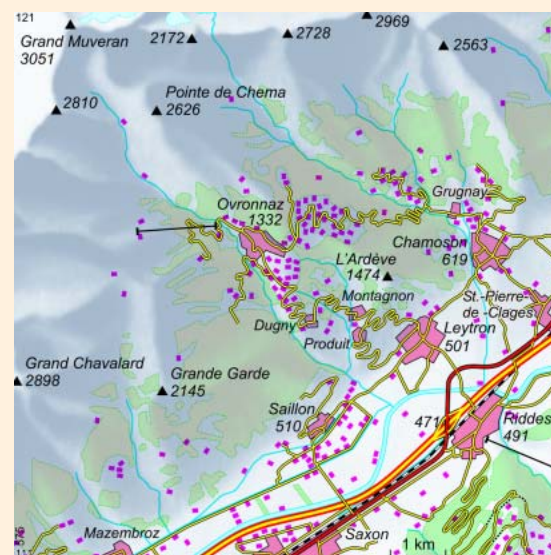 121
2969
2172
2728
2563
Grand Muveran
3051
2810
Pointe de Chema
2626
Grugnay
Ovronnaz
1332
Chamoson
619
L'Ardève
1474
Montagnon
St.-Pierre-
de -Clages
Leytron
501
Dugny
Produit
Grand Chavalard
2898
Grande Garde
2145
Saillon
510
471
Riddes
491
Mazembroz
Saxon
1 km